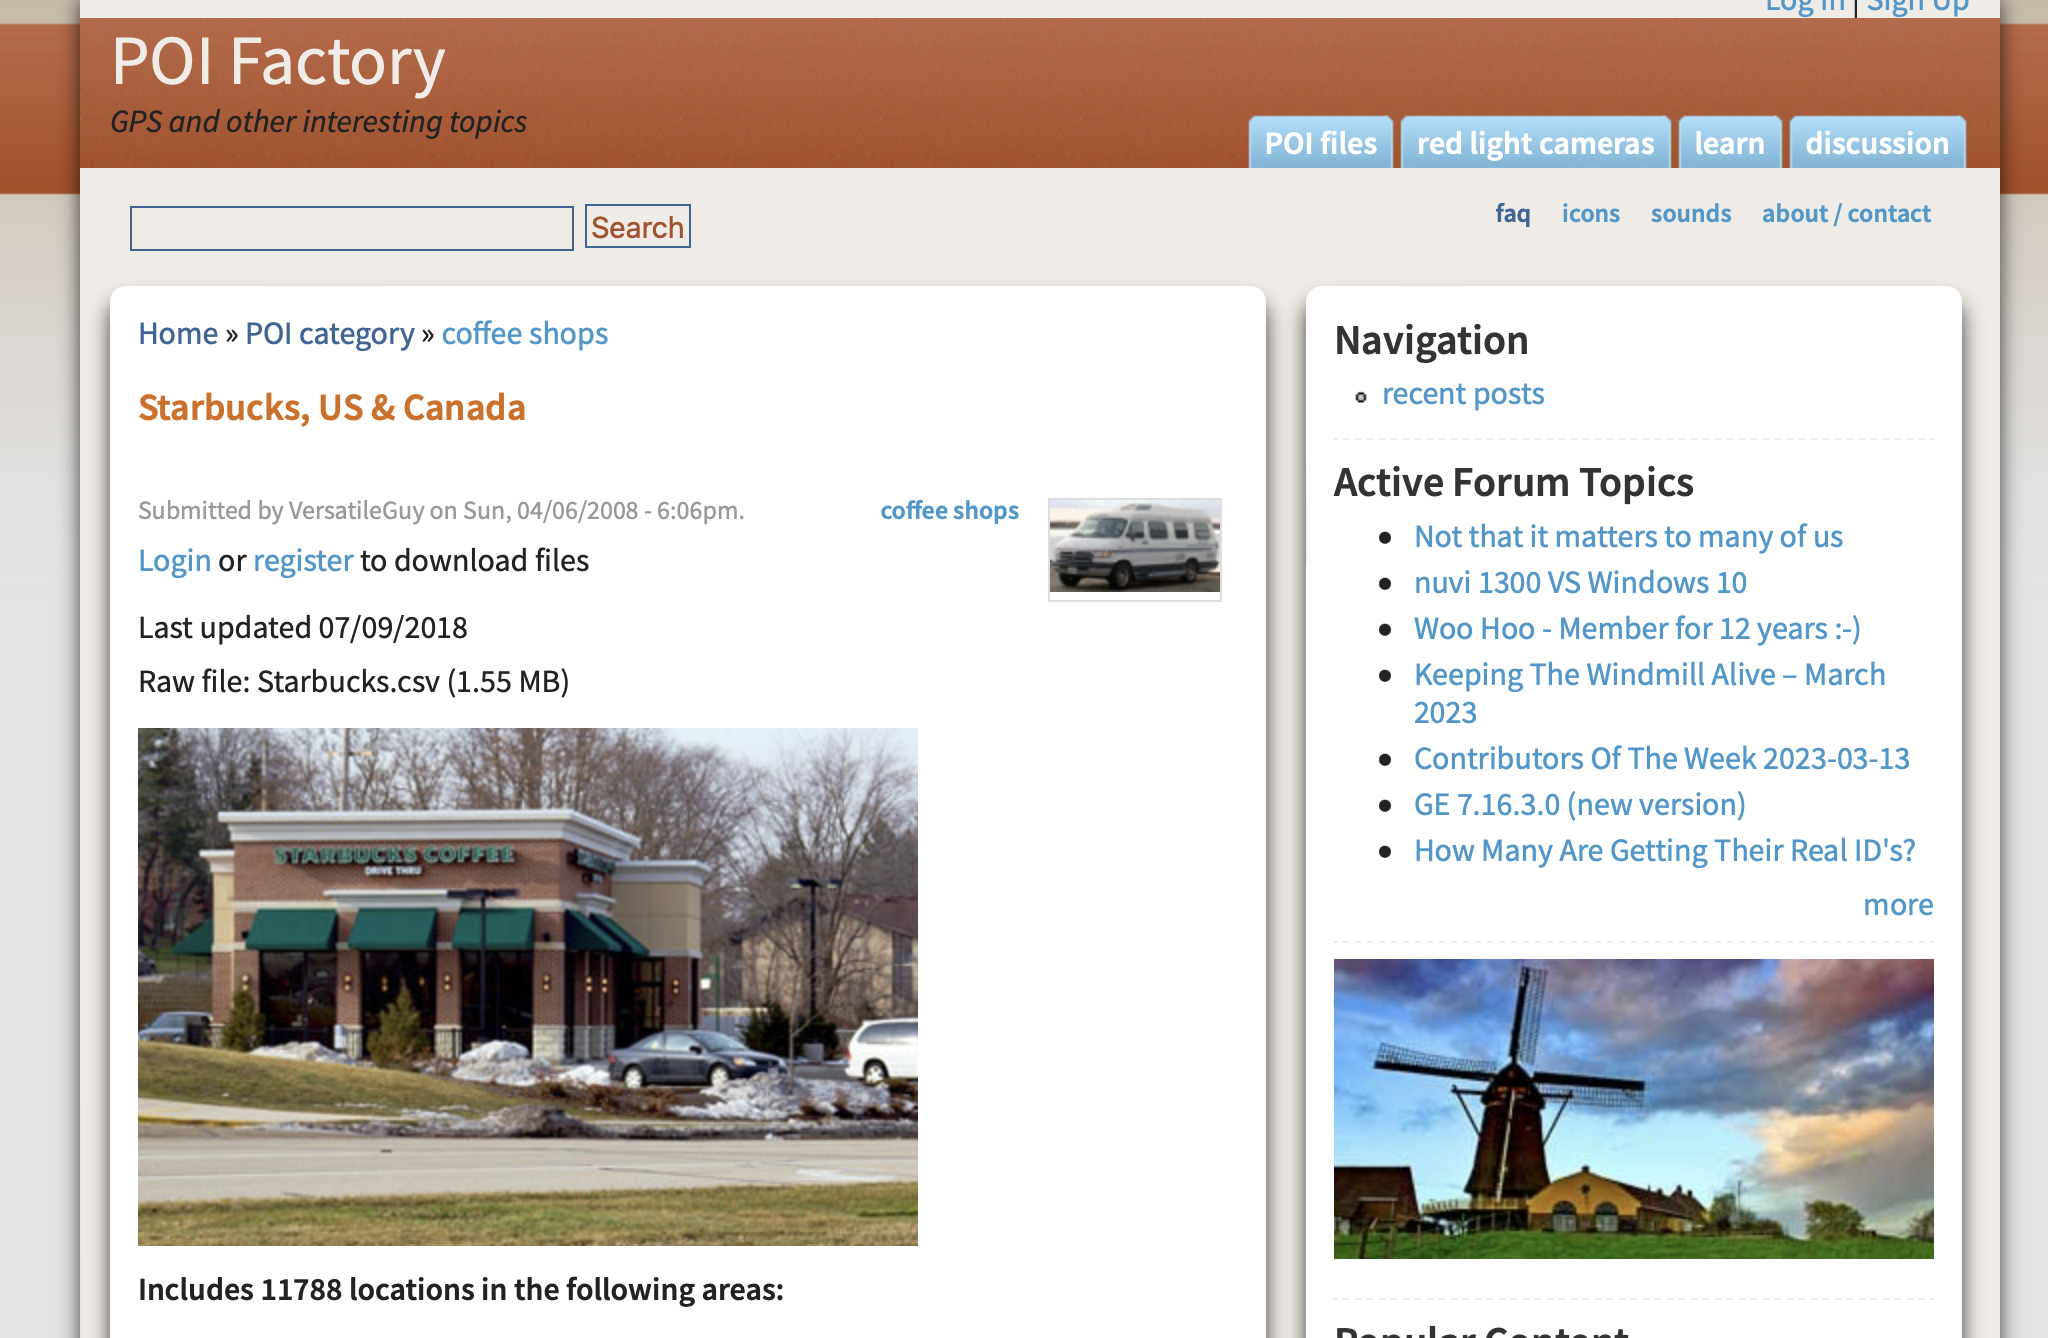 Log In | Sign Up
POI Factory
GPS and other interesting topics
POI files
red light cameras
learn
discussion
Search
faq
icons
sounds
about / contact
Home » POI category » coffee shops
Starbucks, US & Canada
Submitted by VersatileGuy on Sun, 04/06/2008 - 6:06pm.
coffee shops
Login or register to download files
Last updated 07/09/2018
Raw file: Starbucks.csv (1.55 MB)
STARBUCKS COFFEE
DRIVE THRU
Includes 11788 locations in the following areas:
Navigation
recent posts
Active Forum Topics
Not that it matters to many of us
nuvi 1300 VS Windows 10
Woo Hoo - Member for 12 years :-)
Keeping The Windmill Alive – March
2023
Contributors Of The Week 2023-03-13
GE 7.16.3.0 (new version)
How Many Are Getting Their Real ID's?
more
Popular Content